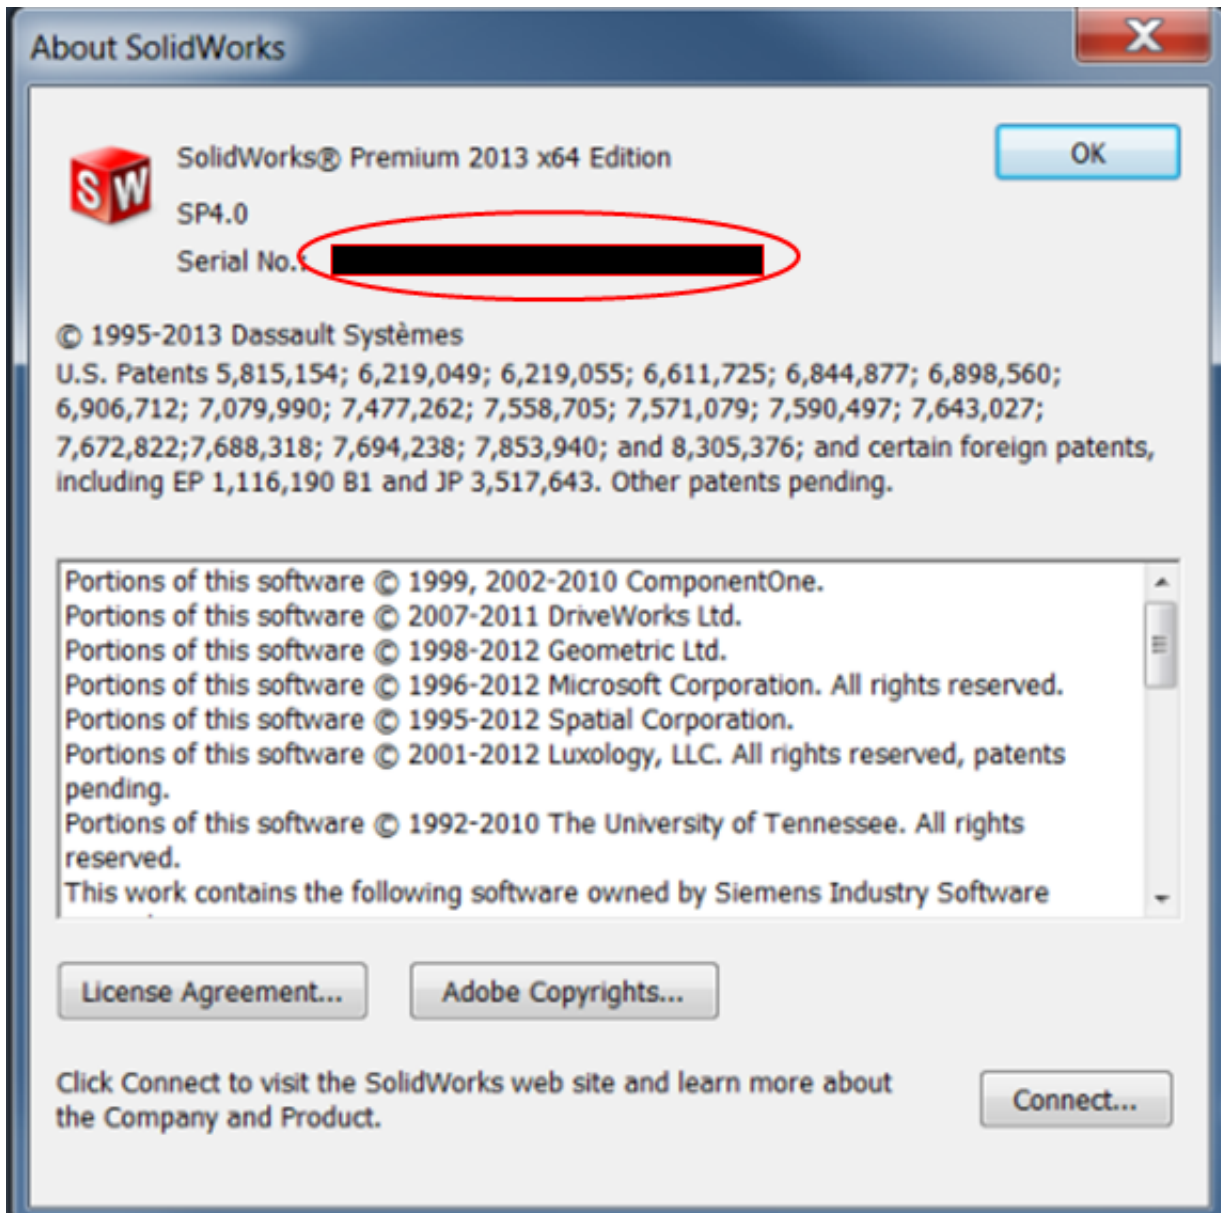 About SolidWorks
SW
SolidWorks® Premium 2013 x64 Edition
OK
SP4.0
Serial No.:
© 1995-2013 Dassault Systèmes
U.S. Patents 5,815,154; 6,219,049; 6,219,055; 6,611,725; 6,844,877; 6,898,560;
6,906,712; 7,079,990; 7,477,262; 7,558,705; 7,571,079; 7,590,497; 7,643,027;
7,672,822;7,688,318; 7,694,238; 7,853,940; and 8,305,376; and certain foreign patents,
including EP 1,116,190 B1 and JP 3,517,643. Other patents pending.
Portions of this software © 1999, 2002-2010 ComponentOne.
Portions of this software © 2007-2011 DriveWorks Ltd.
Portions of this software © 1998-2012 Geometric Ltd.
Portions of this software © 1996-2012 Microsoft Corporation. All rights reserved.
Portions of this software © 1995-2012 Spatial Corporation.
Portions of this software © 2001-2012 Luxology, LLC. All rights reserved, patents
pending.
Portions of this software © 1992-2010 The University of Tennessee. All rights
reserved.
This work contains the following software owned by Siemens Industry Software
License Agreement...
Adobe Copyrights...
Click Connect to visit the SolidWorks web site and learn more about
the Company and Product.
Connect...